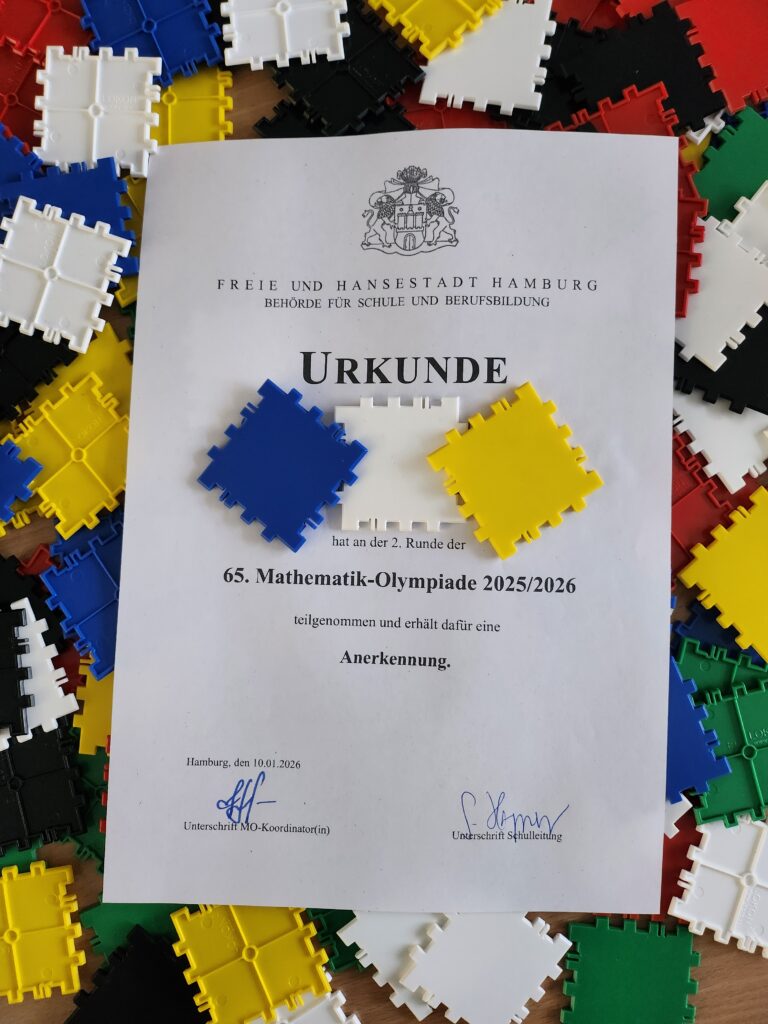 FREIE UND HANSESTADT HAMBURG
BEHÖRDE FÜR SCHULE UND BERUFSBILDUNG
URKUNDE
hat an der 2. Runde der
65. Mathematik-Olympiade 2025/2026
teilgenommen und erhält dafür eine
Anerkennung.
Hamburg, den 10.01.2026
Unterschrift MO-Koordinator(in)
Unterschrift Schulleitung